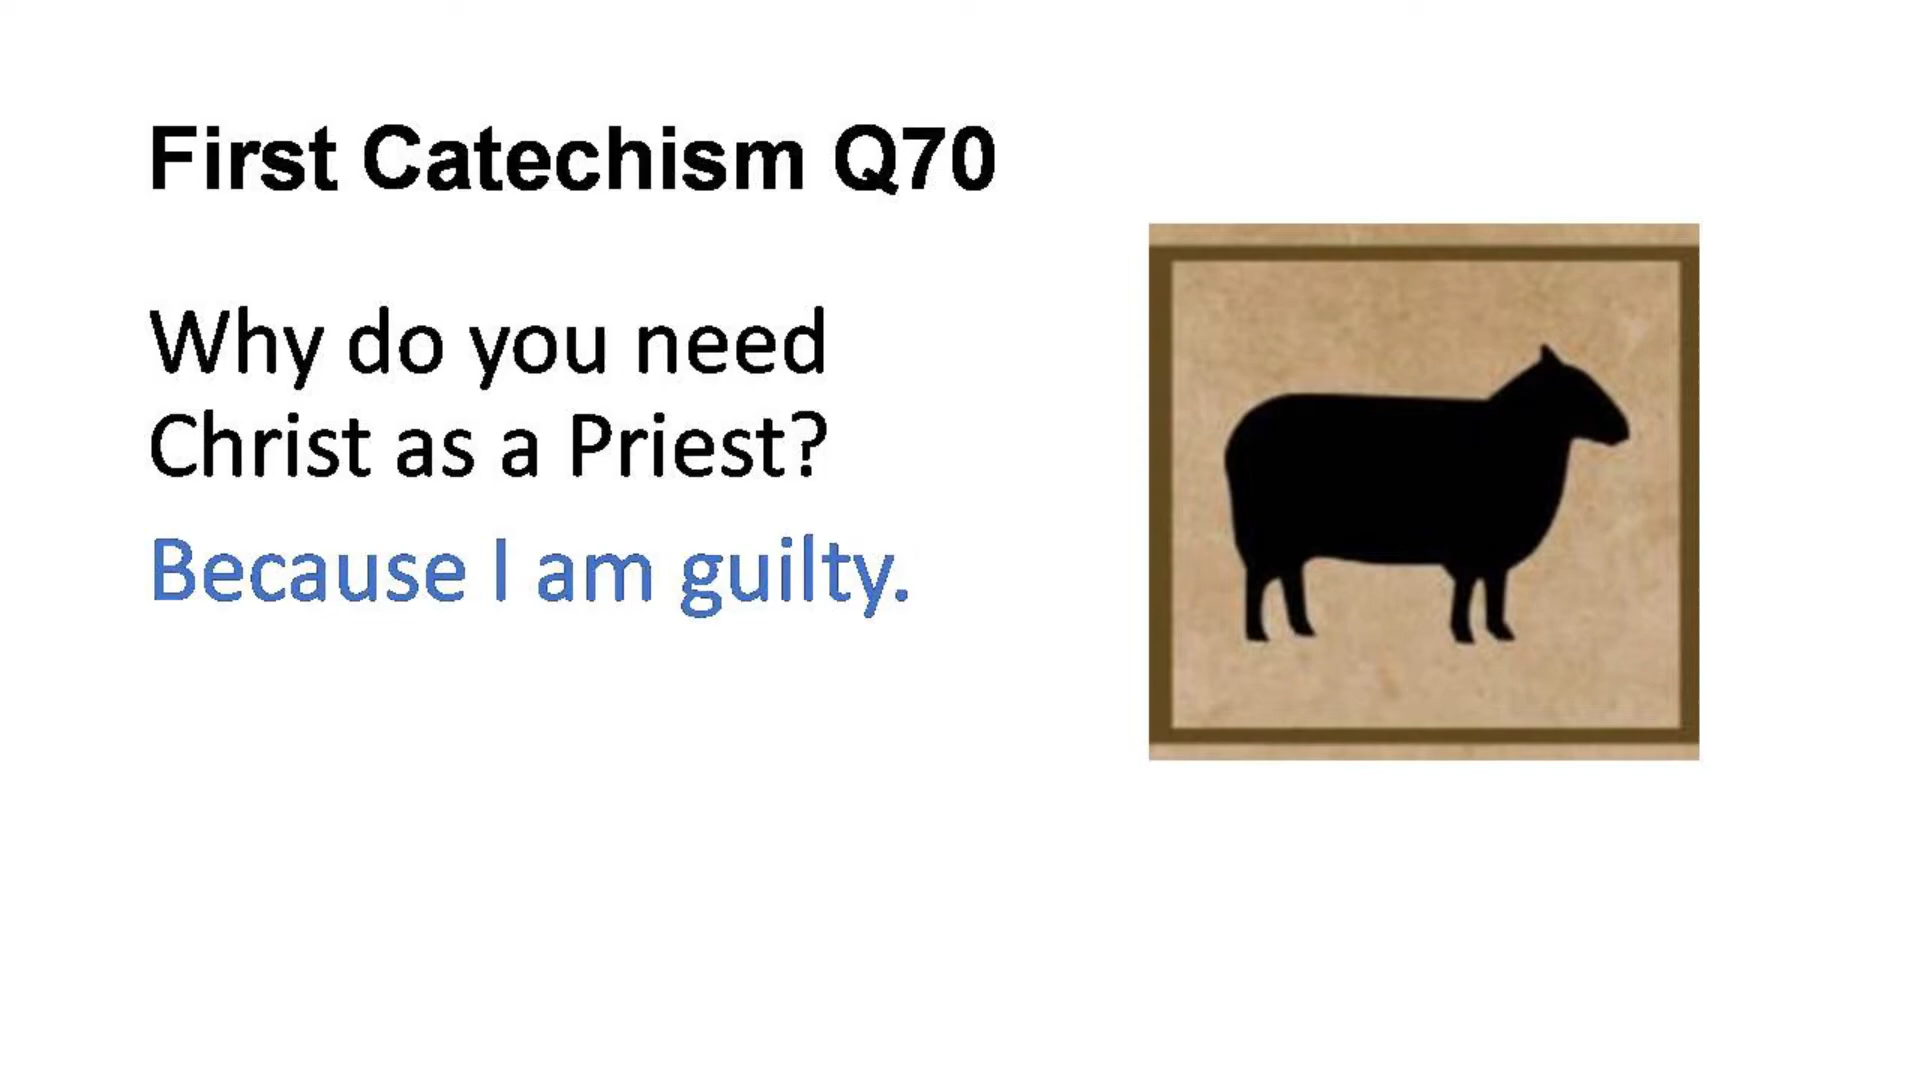 First Catechism Q70
Why do you need
Christ as a Priest?
Because I am guilty.